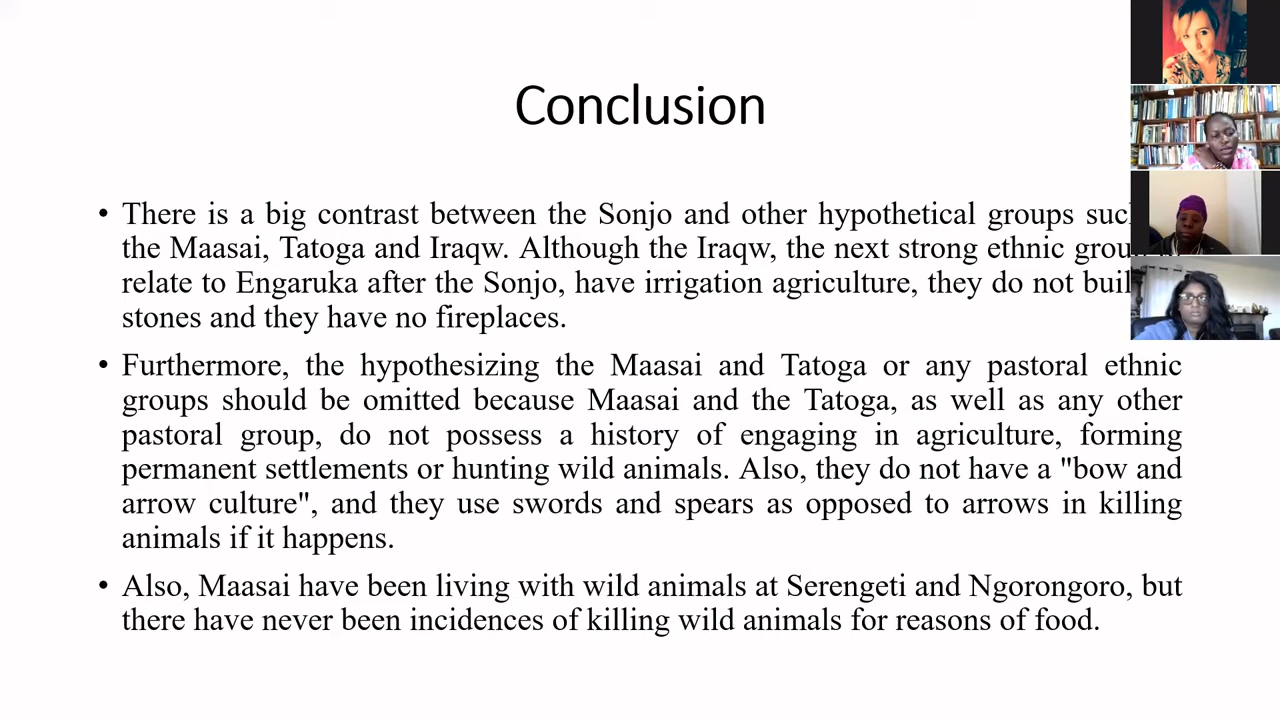 Conclusion
• There is a big contrast between the Sonjo and other hypothetical groups
the Maasai, Tatoga and Iraqw. Although the Iraqw, the next strong ethnic
relate to Engaruka after the Sonjo, have irrigation agriculture, they do not
stones and they have no fireplaces.
• Furthermore, the hypothesizing the Maasai and Tatoga or any pastoral ethnic
groups should be omitted because Maasai and the Tatoga, as well as any other
pastoral group, do not possess a history of engaging in agriculture, forming
permanent settlements or hunting wild animals. Also, they do not have a "bow and
arrow culture", and they use swords and spears as opposed to arrows in killing
animals if it happens.
• Also, Maasai have been living with wild animals at Serengeti and Ngorongoro, but
there have never been incidences of killing wild animals for reasons of food.